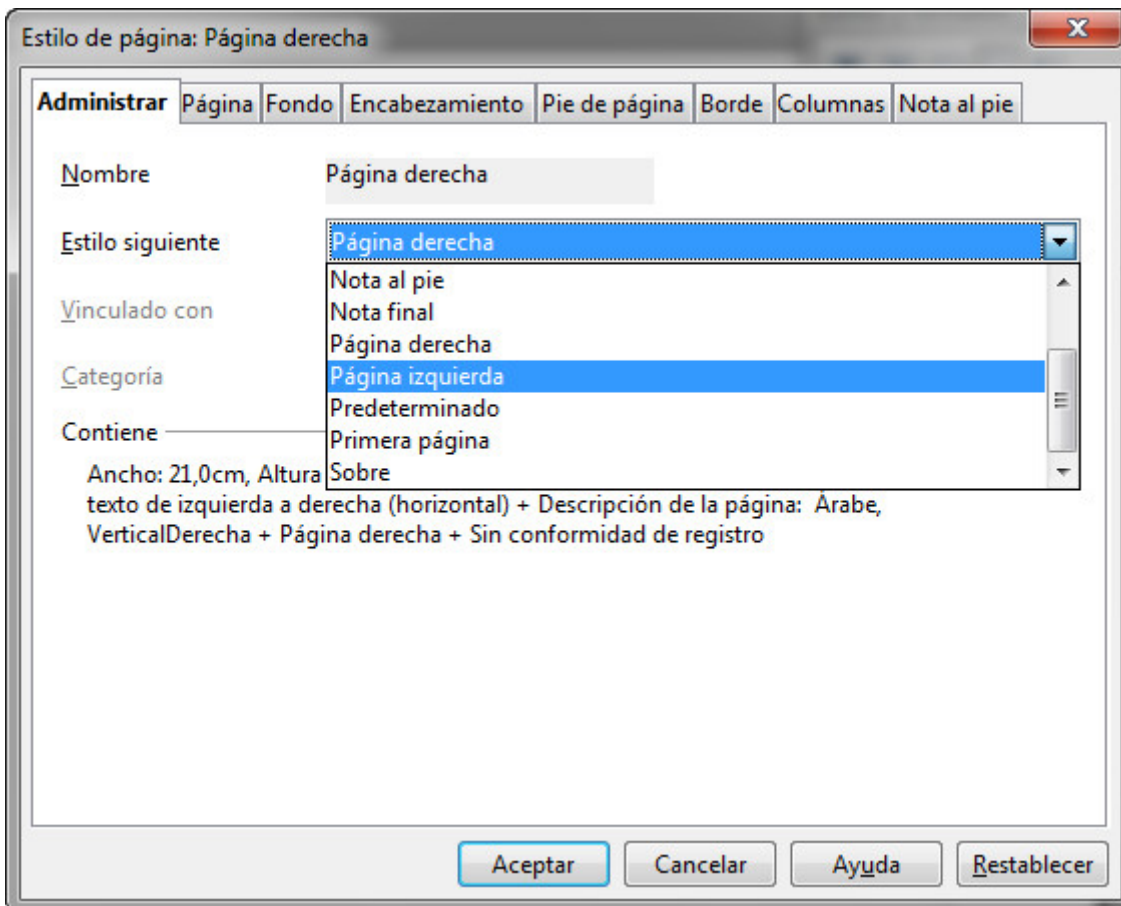 Estilo de página: Página derecha
Administrar Página Fondo Encabezamiento Pie de página Borde Columnas Nota al pie
Nombre Página derecha
Estilo siguiente Página derecha
Nota al pie
Nota final
Vinculado con
Página derecha
Categoría Página izquierda
Predeterminado
Contiene Primera página
Ancho: 21,0cm, Altura Sobre
texto de izquierda a derecha (horizontal) + Descripción de la página: Árabe,
VerticalDerecha + Página derecha + Sin conformidad de registro
Aceptar Cancelar Ayuda Restablecer